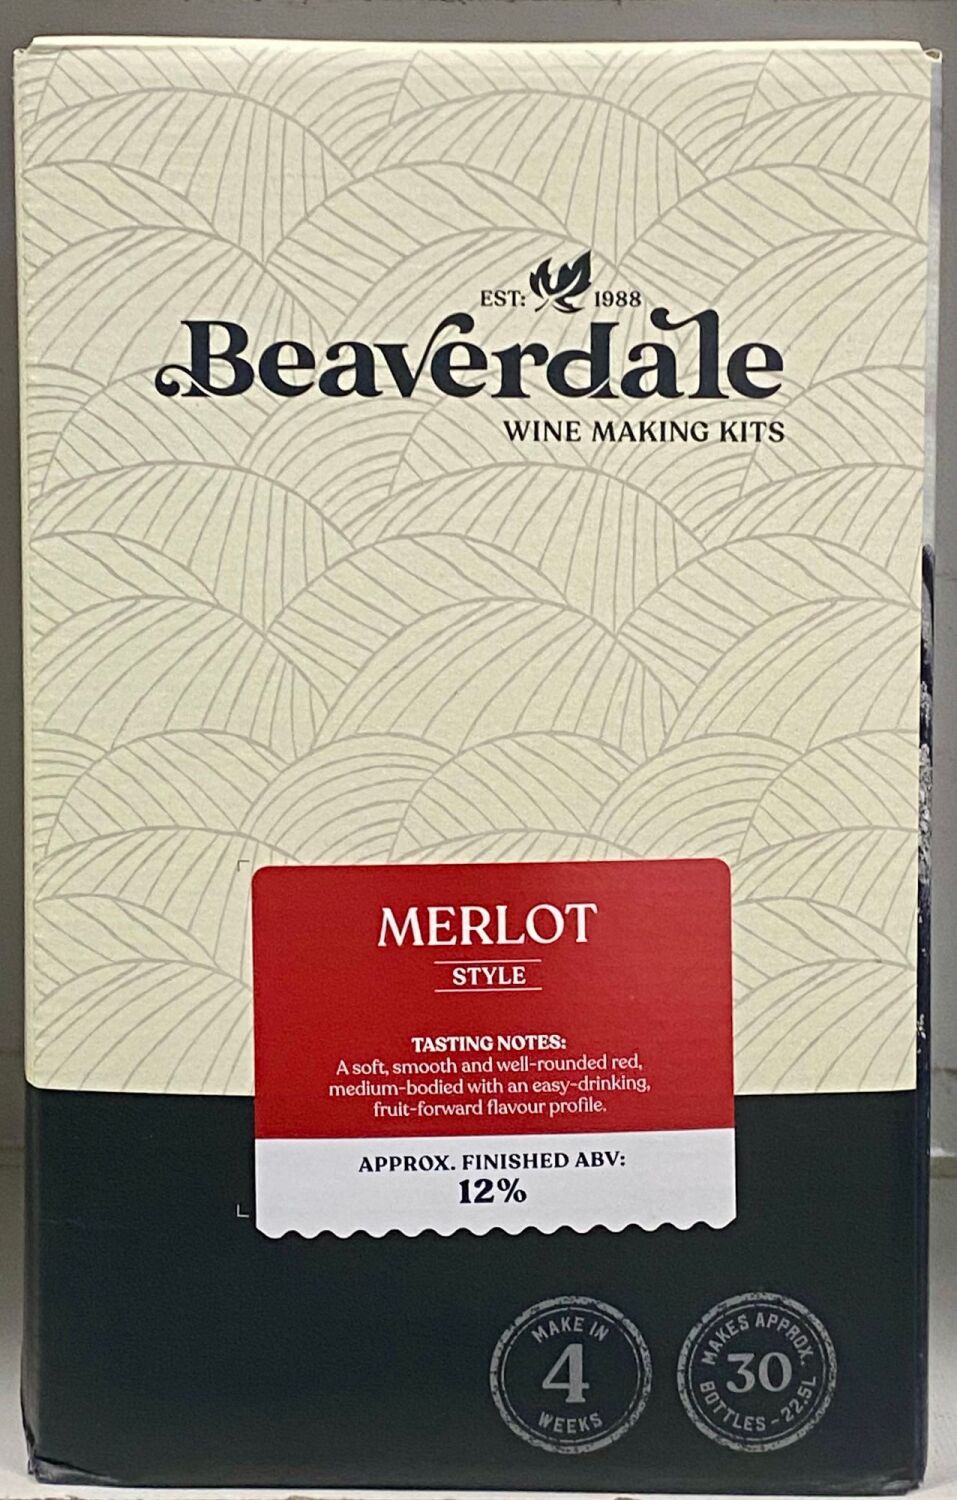 EST: 1988
Beaverdale
WINE MAKING KITS
MERLOT
STYLE
TASTING NOTES:
A soft, smooth and well-rounded red,
medium-bodied with an easy-drinking,
fruit-forward flavour profile.
APPROX. FINISHED ABV:
12%
MAKE IN
4
WEEKS
MAKES APPROX.
30
BOTTLES - 22.5L